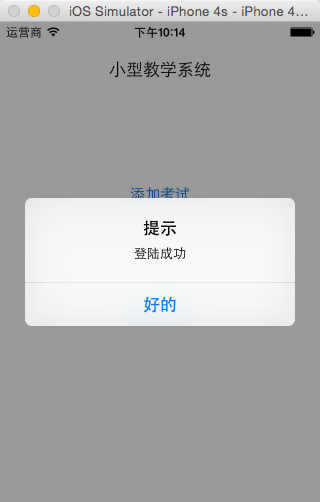 iOS Simulator - iPhone 4s - iPhone 4...
运营商 下午10:14
小型教学系统
添加考试
提示
登陆成功
好的